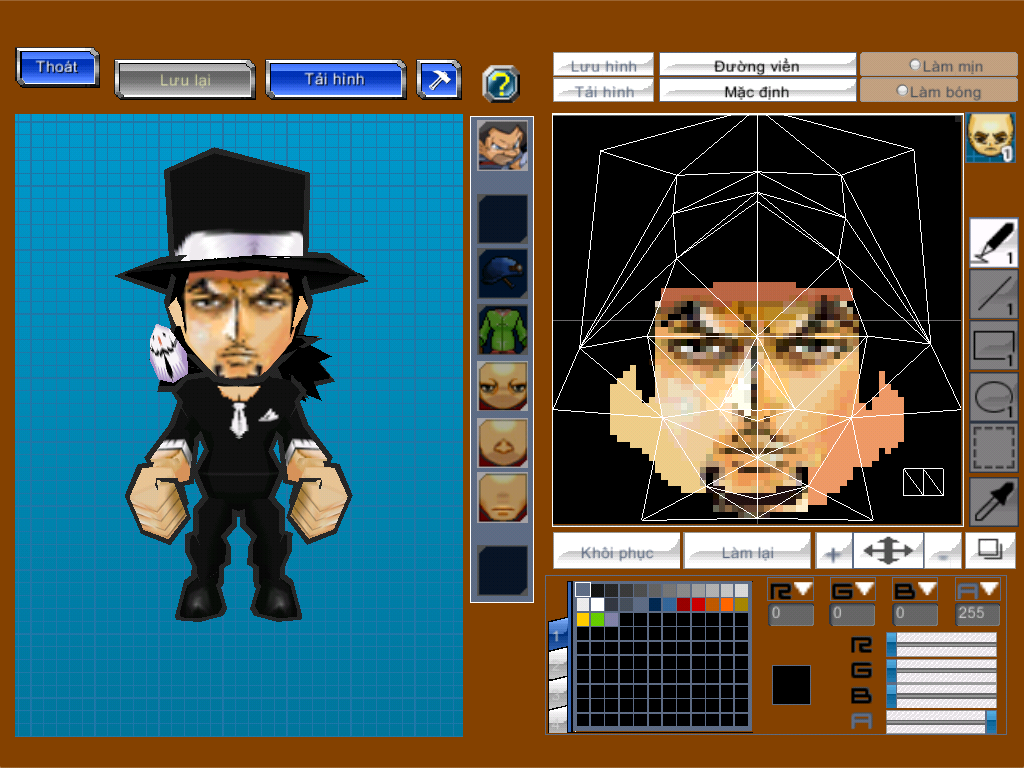 Thoát
Lưu lại
Tải hình
?
Lưu hình
Đường viền
Làm mịn
Tải hình
Mặc định
Làm bóng
1
1
1
1
1
Khôi phục
Làm lại
+
-
R
G
B
A
0
0
0
255
1
R
G
B
A